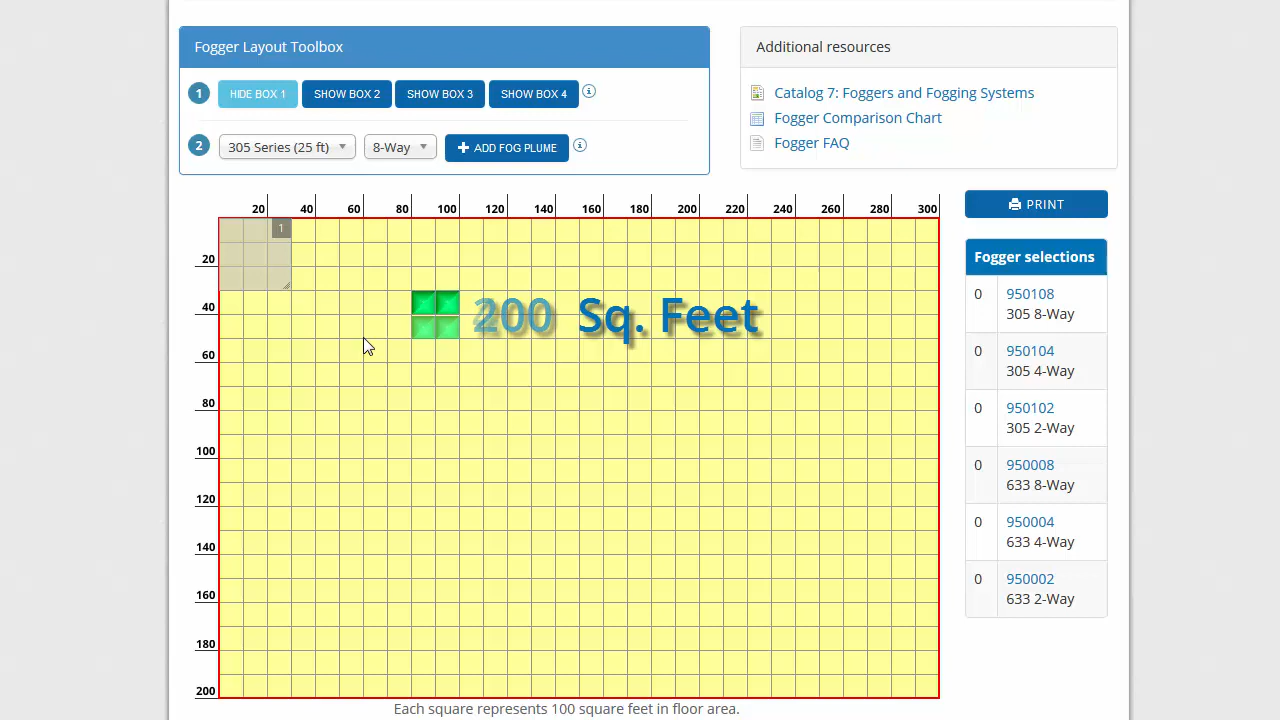 Fogger Layout Toolbox
1 HIDE BOX 1 SHOW BOX 2 SHOW BOX 3 SHOW BOX 4
2 305 Series (25 ft) 8-Way ADD FOG PLUME
Additional resources
Catalog 7: Foggers and Fogging Systems
Fogger Comparison Chart
Fogger FAQ
20 40 60 80 100 120 140 160 180 200 220 240 260 280 300
1
20
40
60
80
100
120
140
160
180
200
200 Sq. Feet
Each square represents 100 square feet in floor area.
PRINT
Fogger selections
0 950108
305 8-Way
0 950104
305 4-Way
0 950102
305 2-Way
0 950008
633 8-Way
0 950004
633 4-Way
0 950002
633 2-Way